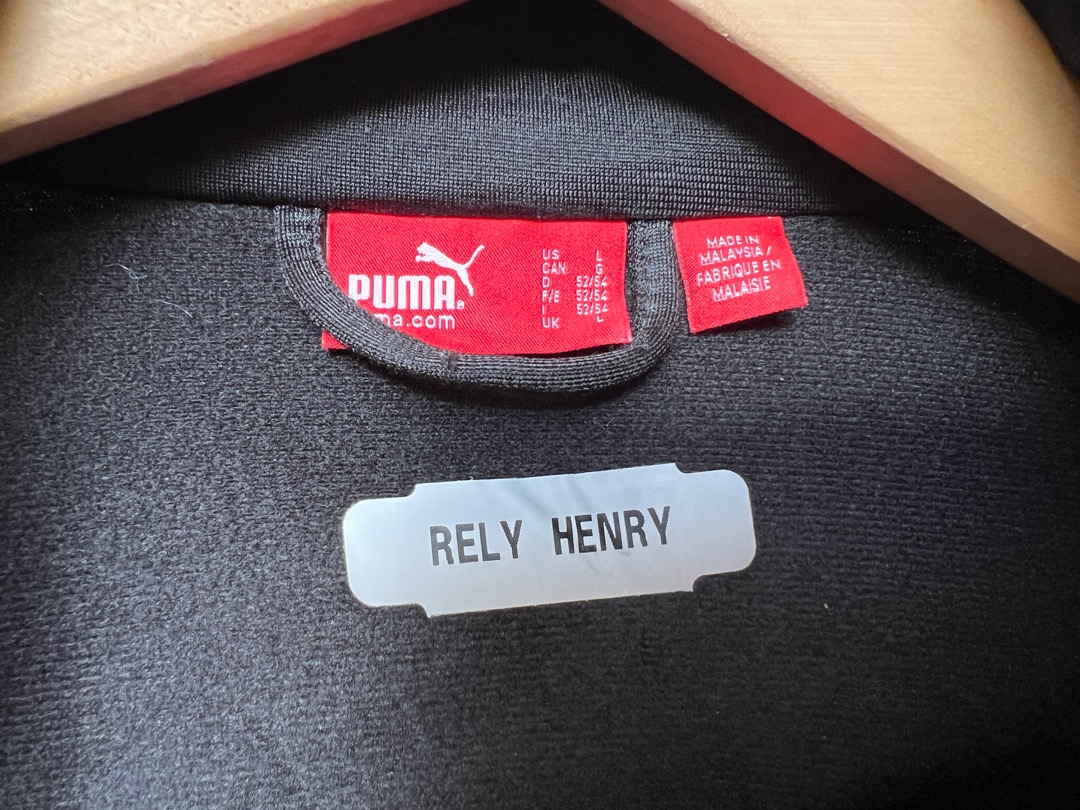 PUMA
ma.com
US L
CAN G
D 52/54
F/E 52/54
I 52/54
UK L
MADE IN
MALAYSIA /
FABRIQUE EN
MALAISIE
RELY HENRY